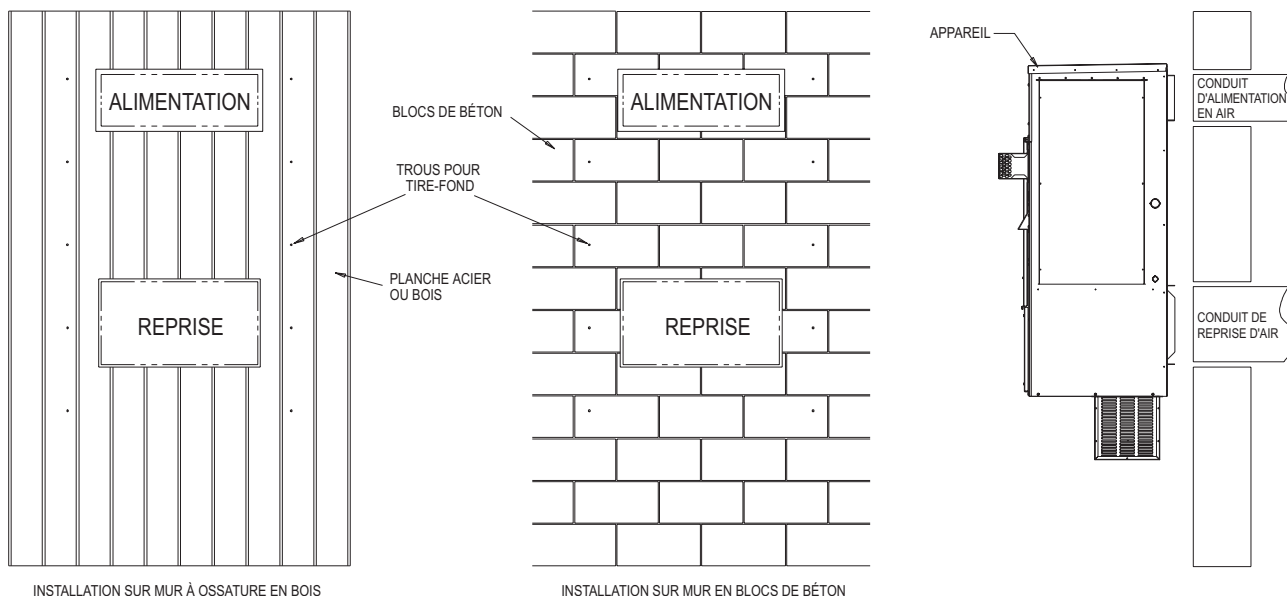 ALIMENTATION
REPRISE
INSTALLATION SUR MUR À OSSATURE EN BOIS
BLOCS DE BÉTON
TROUS POUR
TIRE-FOND
PLANCHE ACIER
OU BOIS
ALIMENTATION
REPRISE
INSTALLATION SUR MUR EN BLOCS DE BÉTON
APPAREIL
CONDUIT
D'ALIMENTATION
EN AIR
CONDUIT DE
REPRISE D'AIR